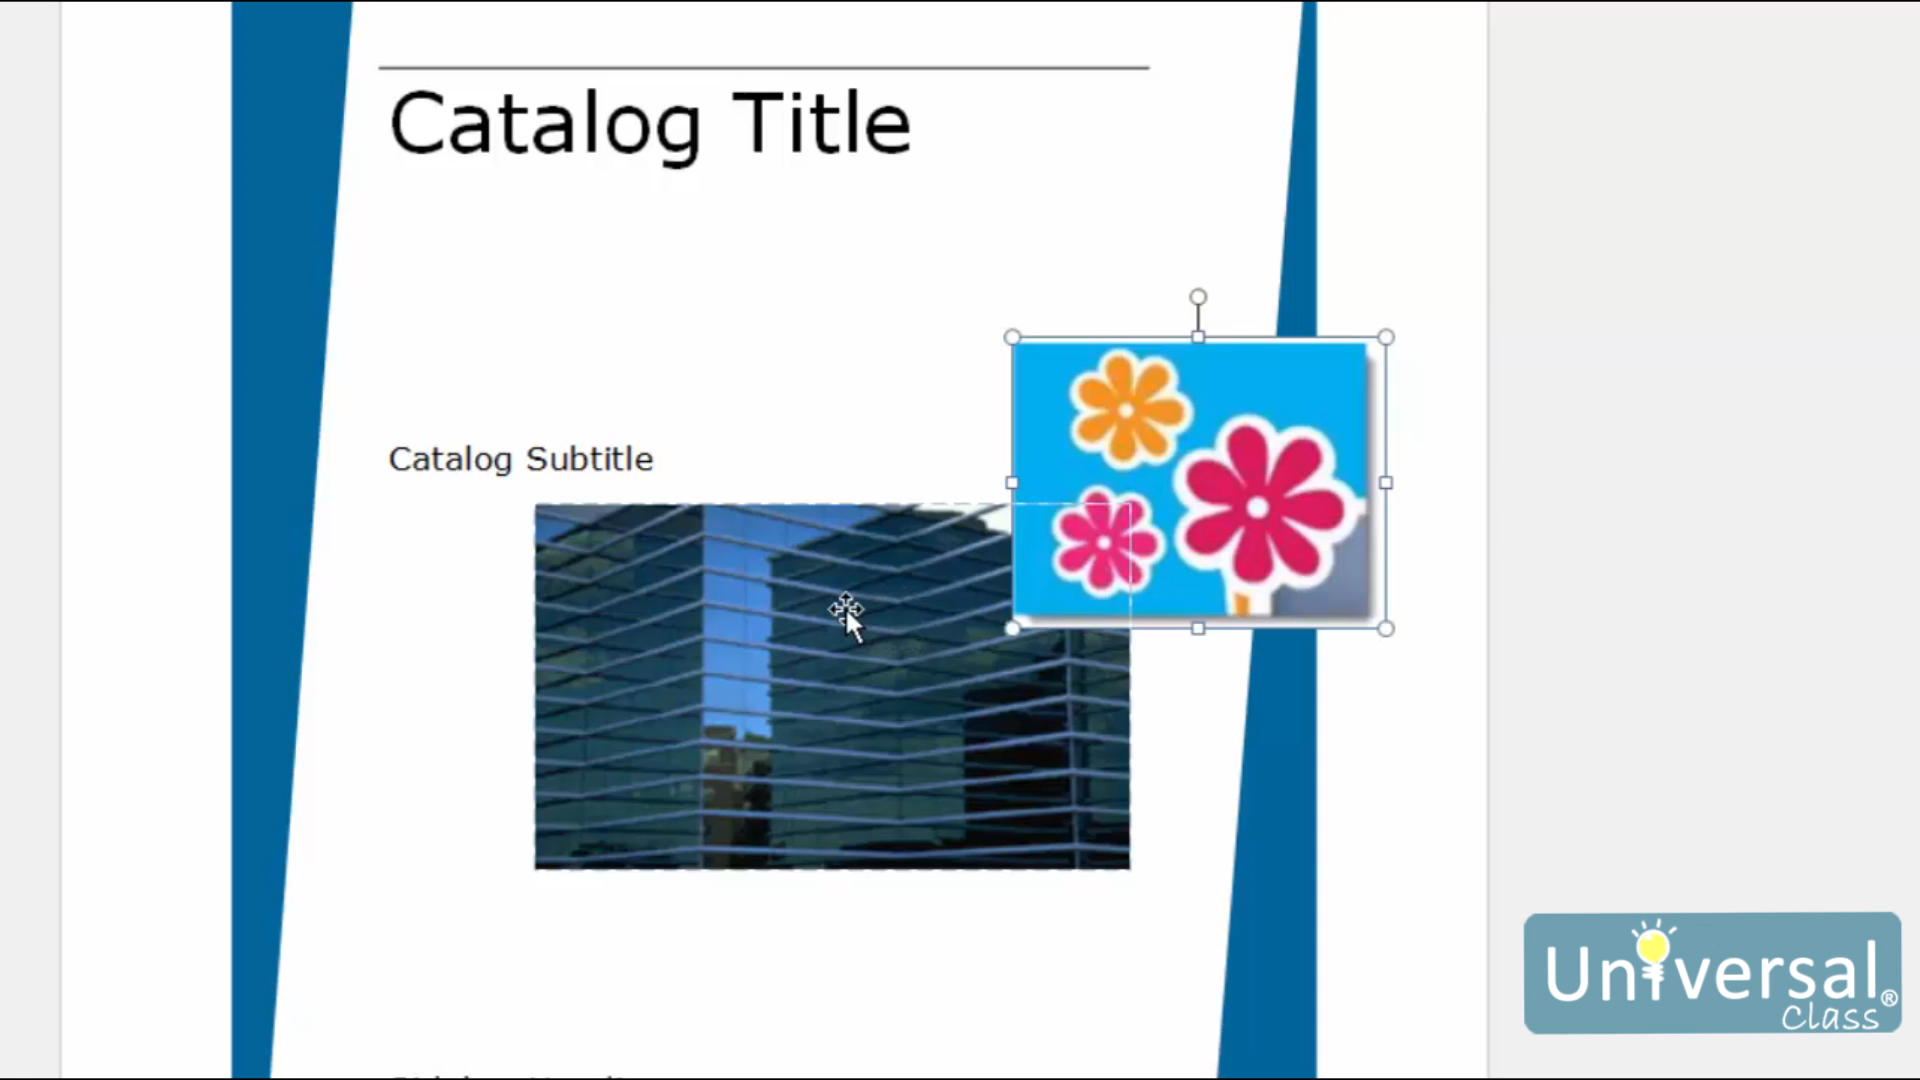 Catalog Title
Catalog Subtitle
Universal®
Class